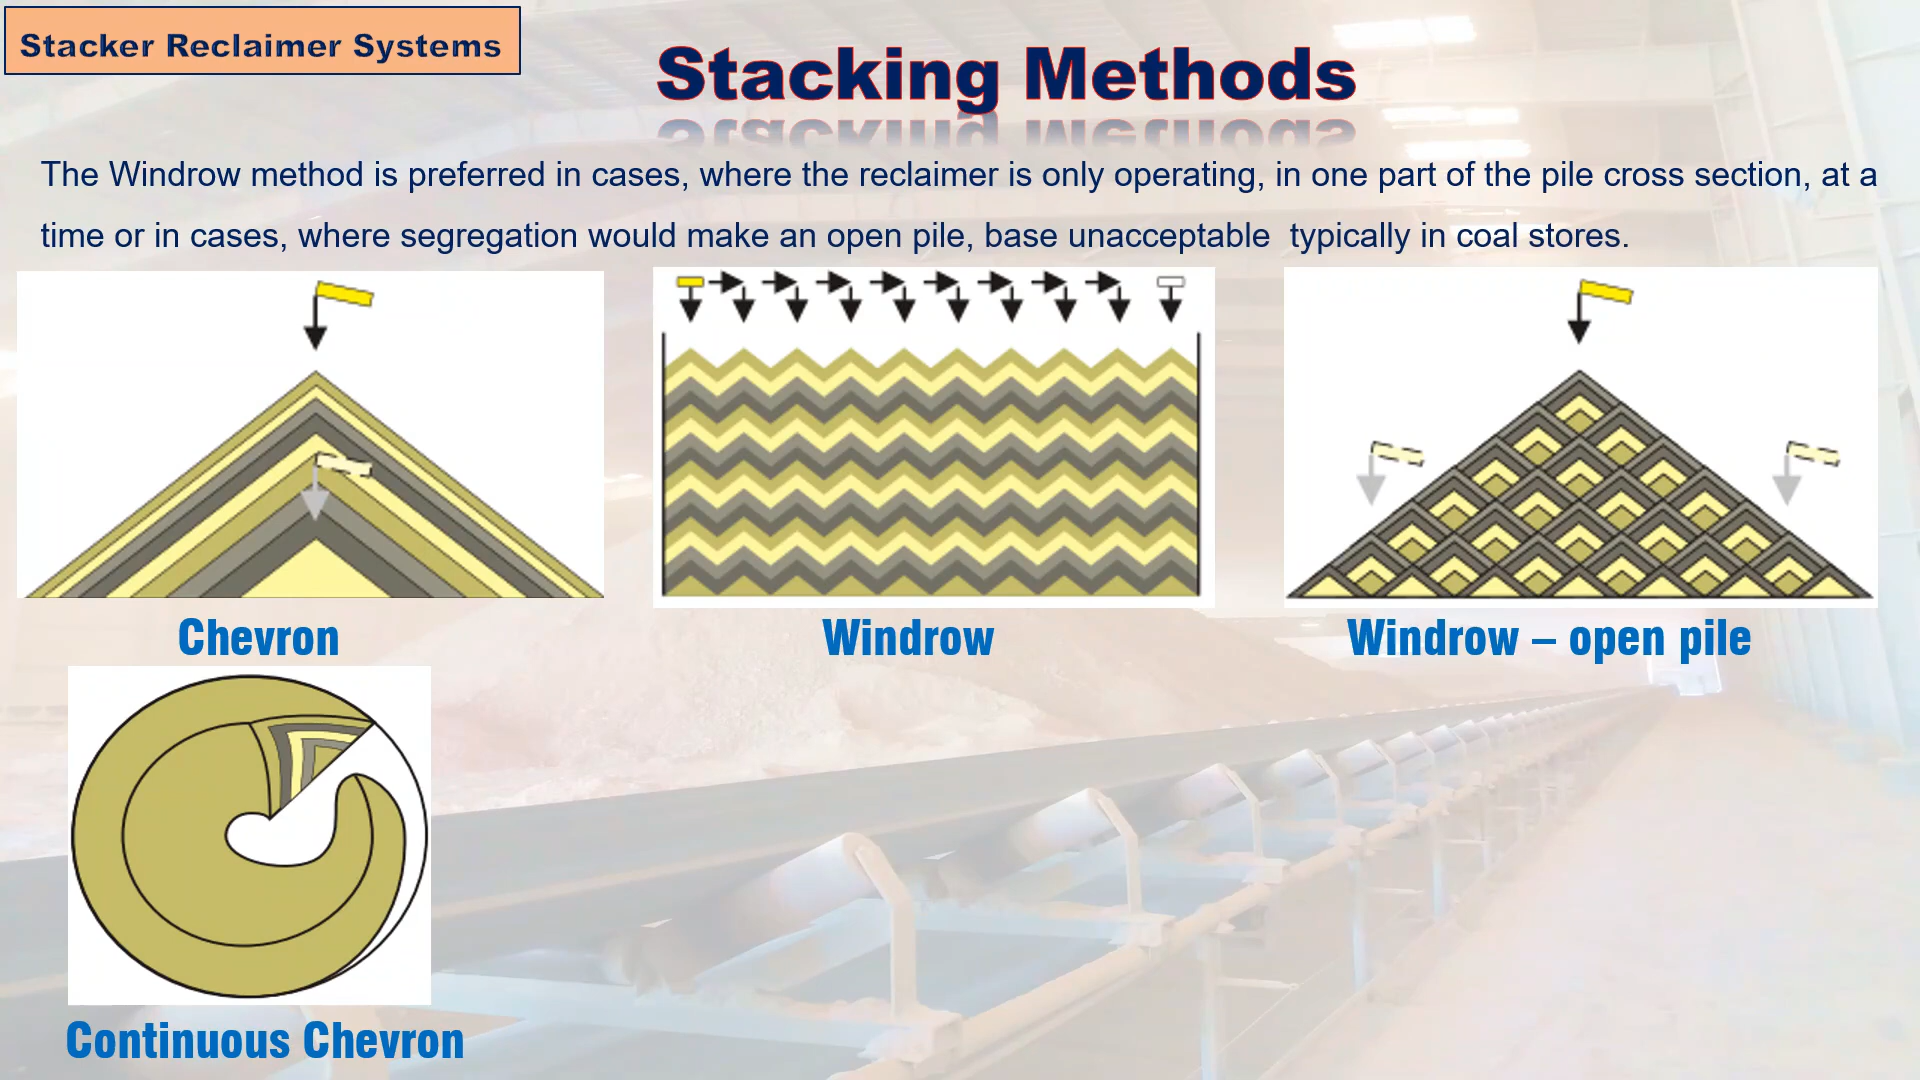 Stacker Reclaimer Systems
Stacking Methods
The Windrow method is preferred in cases, where the reclaimer is only operating, in one part of the pile cross section, at a
time or in cases, where segregation would make an open pile, base unacceptable  typically in coal stores.
Chevron
Windrow
Windrow – open pile
Continuous Chevron